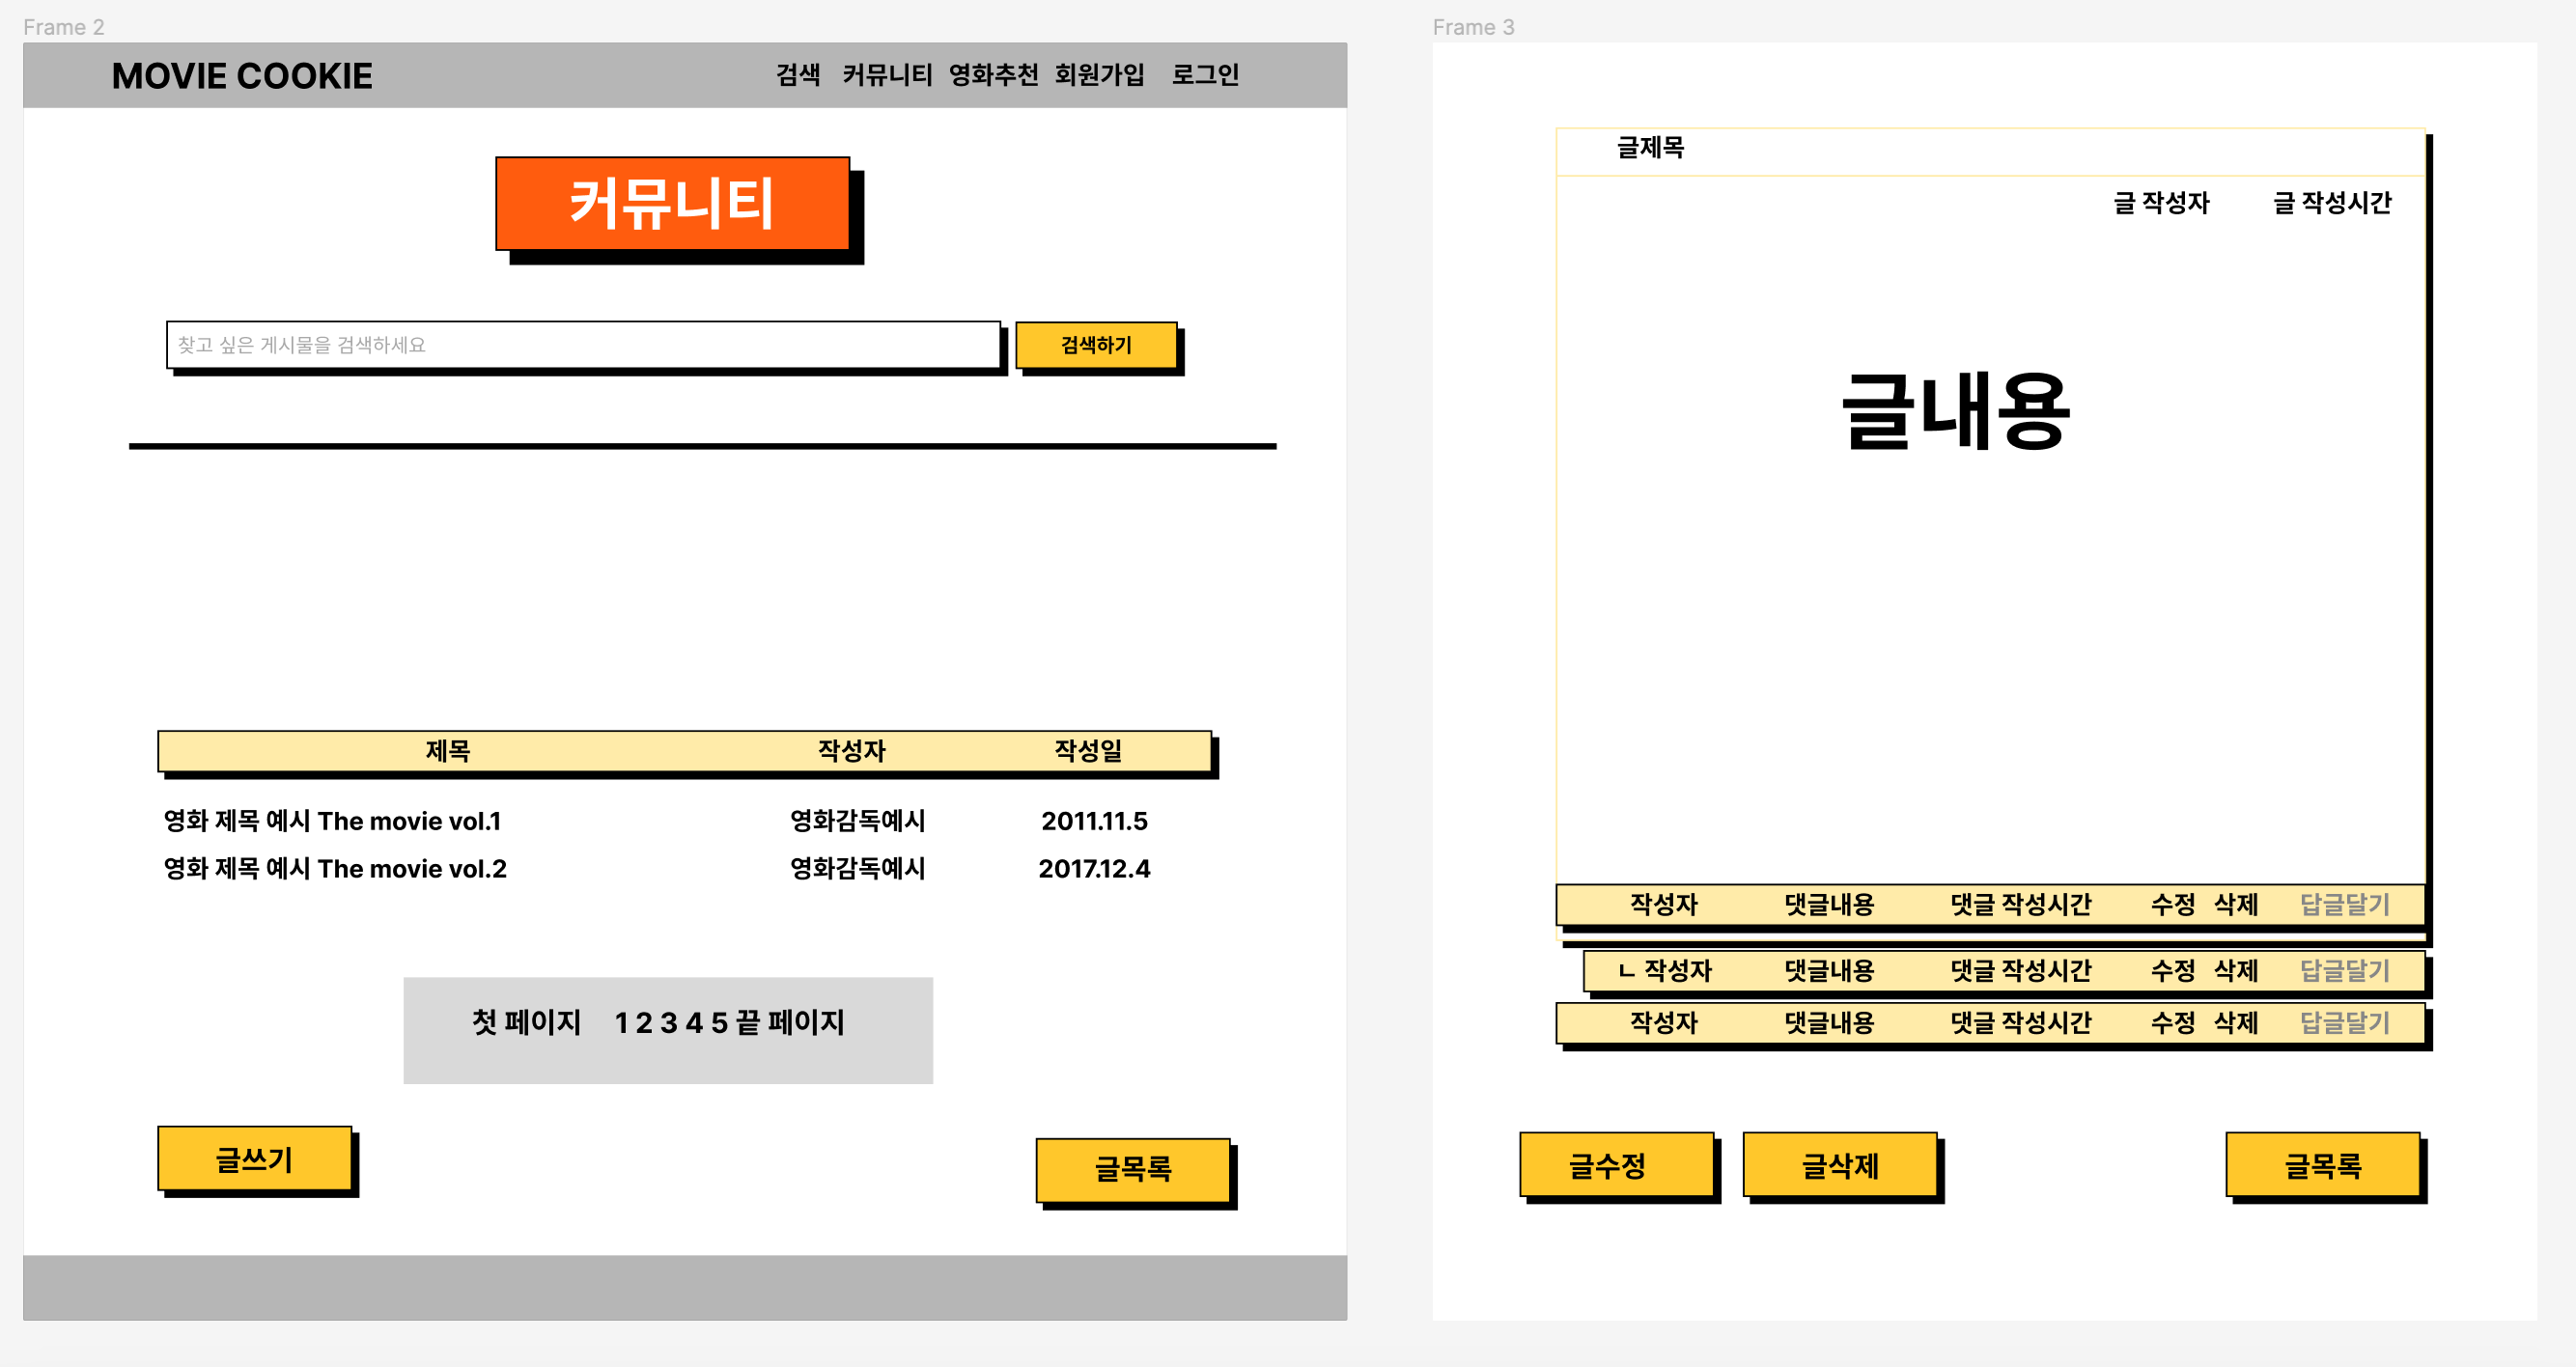 Frame 2
MOVIE COOKIE 검색 커뮤니티 영화추천 회원가입 로그인
커뮤니티
찾고 싶은 게시물을 검색하세요 검색하기
제목 작성자 작성일
영화 제목 예시 The movie vol.1 영화감독예시 2011.11.5
영화 제목 예시 The movie vol.2 영화감독예시 2017.12.4
첫 페이지 1 2 3 4 5 끝 페이지
글쓰기 글목록
Frame 3
글제목
글 작성자 글 작성시간
글내용
작성자 댓글내용 댓글 작성시간 수정 삭제 답글달기
ㄴ 작성자 댓글내용 댓글 작성시간 수정 삭제 답글달기
작성자 댓글내용 댓글 작성시간 수정 삭제 답글달기
글수정 글삭제 글목록